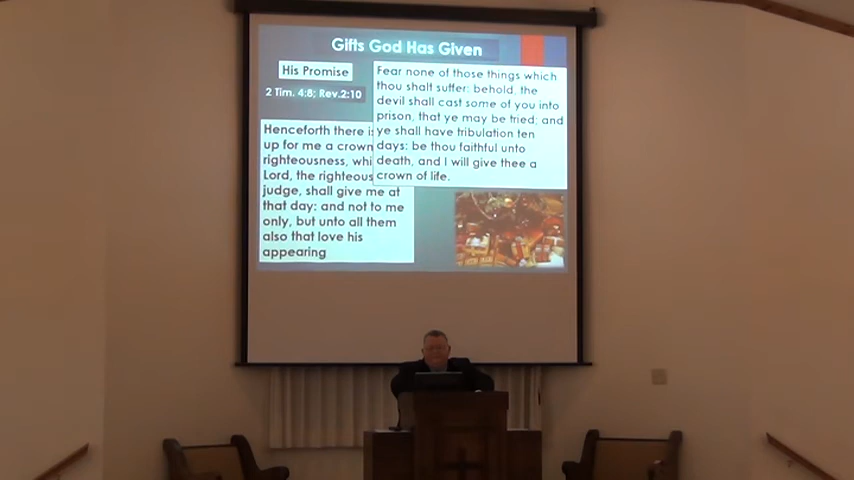 Gifts God Has Given
His Promise
2 Tim. 4:8; Rev.2:10
Henceforth there i
up for me a crown
righteousness, whi
Lord, the righteous
judge, shall give me at
that day: and not to me
only, but unto all them
also that love his
appearing
Fear none of those things which
thou shalt suffer: behold, the
devil shall cast some of you into
prison, that ye may be tried; and
ye shall have tribulation ten
days: be thou faithful unto
death, and I will give thee a
crown of life.